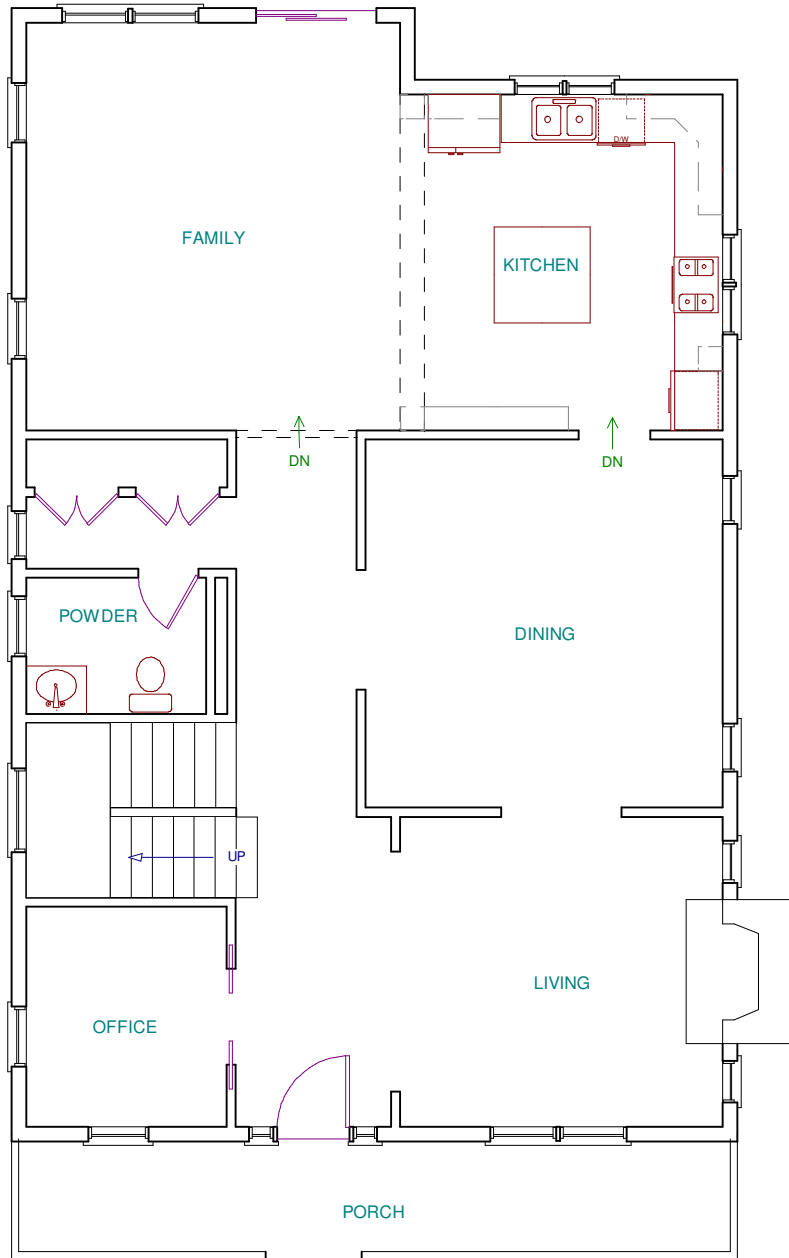 D/W
FAMILY
KITCHEN
DN
DN
POWDER
DINING
UP
LIVING
OFFICE
PORCH